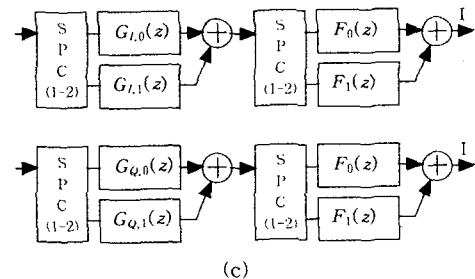 S P C (1-2)
G_{I,0}(z)
G_{I,1}(z)
+
S P C (1-2)
F_0(z)
F_1(z)
+
I
S P C (1-2)
G_{Q,0}(z)
G_{Q,1}(z)
+
S P C (1-2)
F_0(z)
F_1(z)
+
I
(c)